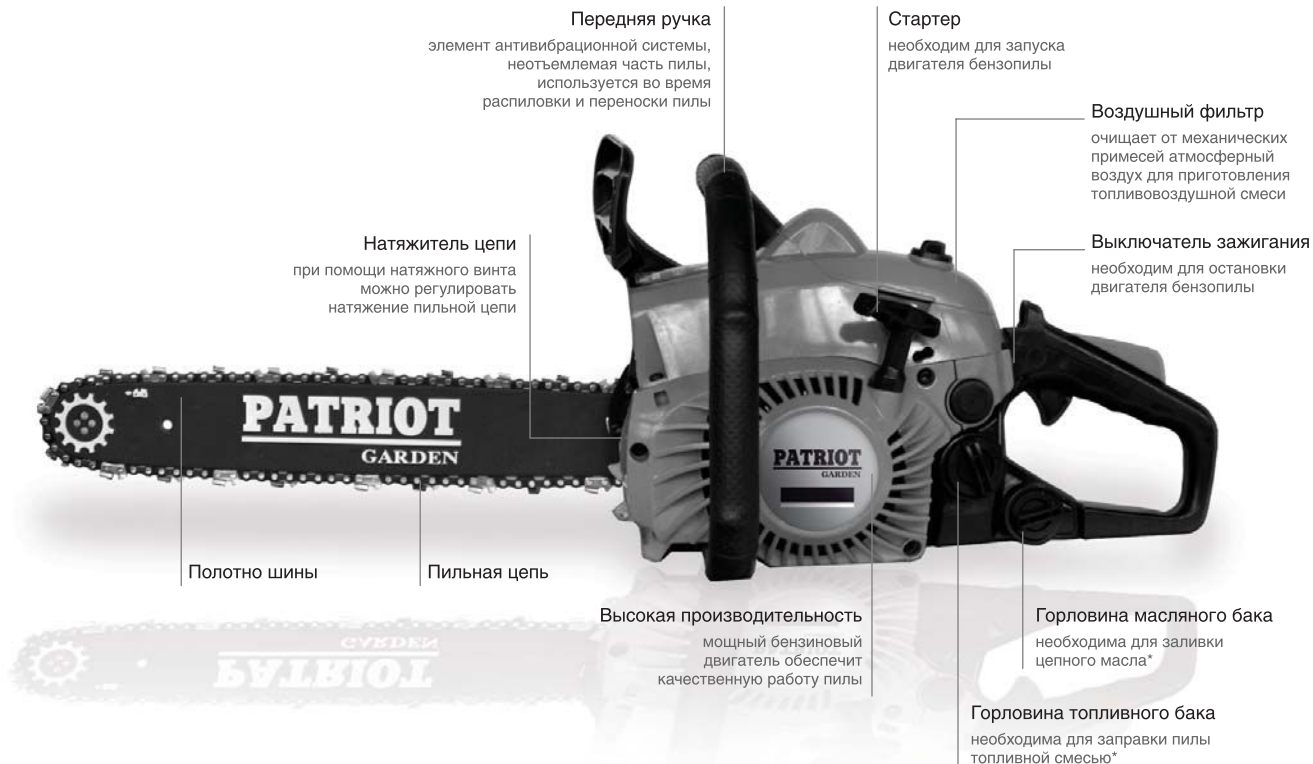 Передняя ручка
элемент антивибрационной системы,
неотъемлемая часть пилы,
используется во время
распиловки и переноски пилы
Стартер
необходим для запуска
двигателя бензопилы
Воздушный фильтр
очищает от механических
примесей атмосферный
воздух для приготовления
топливовоздушной смеси
Натяжитель цепи
при помощи натяжного винта
можно регулировать
натяжение пильной цепи
Выключатель зажигания
необходим для остановки
двигателя бензопилы
PATRIOT
GARDEN
PATRIOT
GARDEN
Полотно шины
Пильная цепь
Высокая производительность
мощный бензиновый
двигатель обеспечит
качественную работу пилы
Горловина масляного бака
необходима для заливки
цепного масла*
Горловина топливного бака
необходима для заправки пилы
топливной смесью*